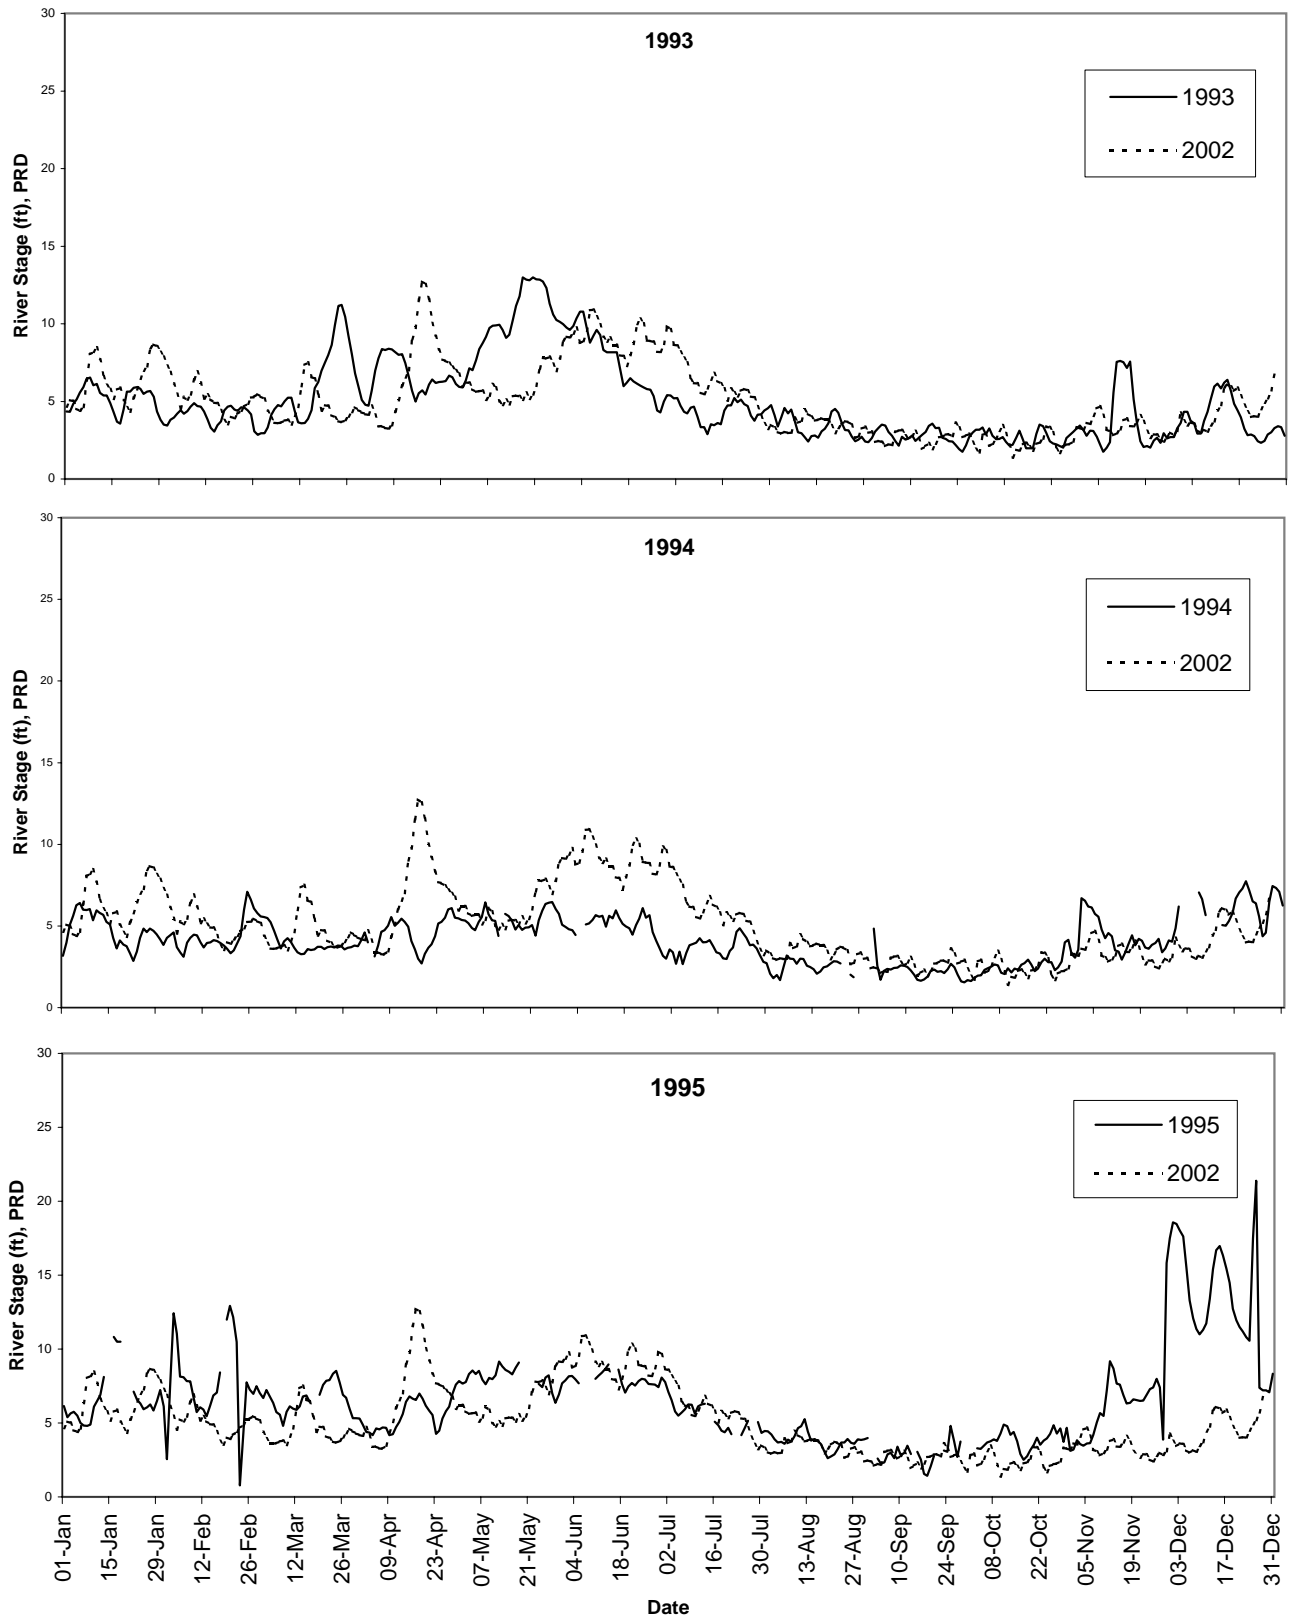 1993
30
25
20
15
10
5
0
River Stage (ft), PRD
1993
2002
1994
30
25
20
15
10
5
0
River Stage (ft), PRD
1994
2002
1995
30
25
20
15
10
5
0
River Stage (ft), PRD
1995
2002
01-Jan
15-Jan
29-Jan
12-Feb
26-Feb
12-Mar
26-Mar
09-Apr
23-Apr
07-May
21-May
04-Jun
18-Jun
02-Jul
16-Jul
30-Jul
13-Aug
27-Aug
10-Sep
24-Sep
08-Oct
22-Oct
05-Nov
19-Nov
03-Dec
17-Dec
31-Dec
Date